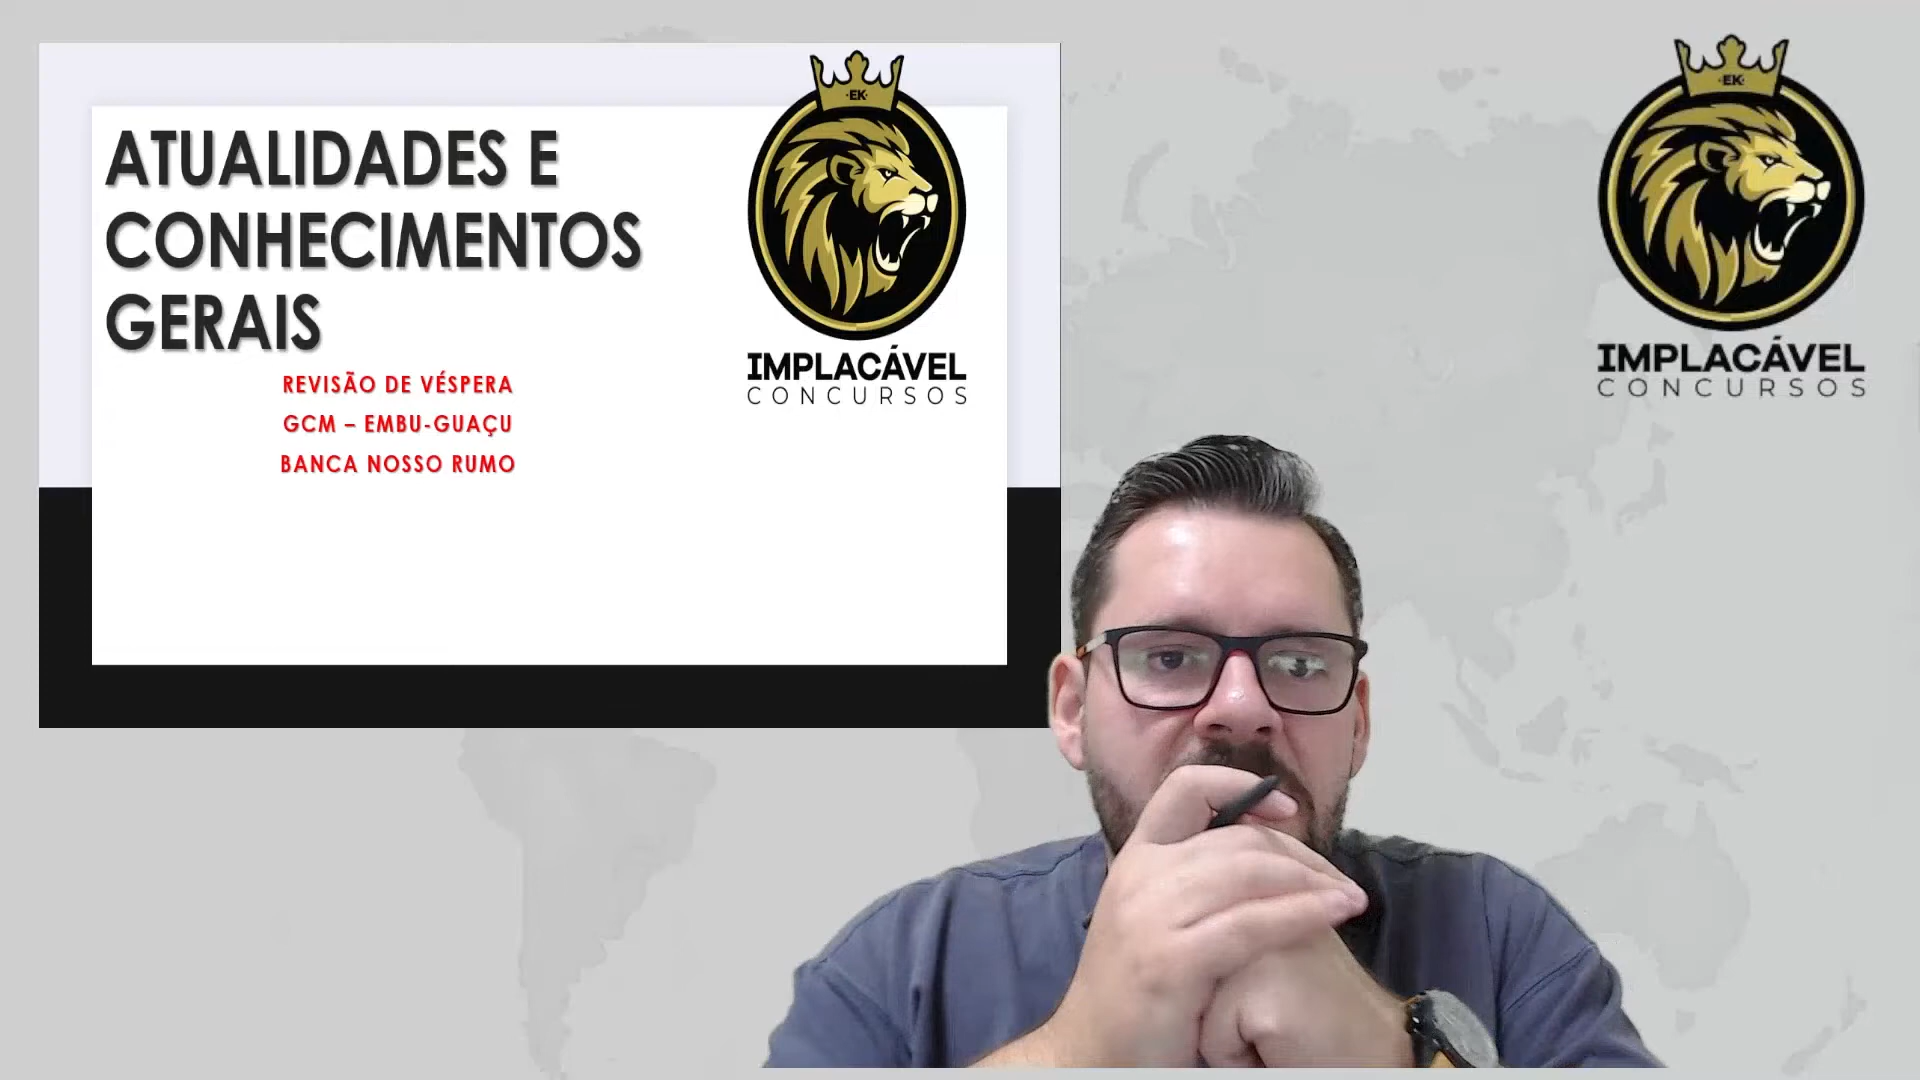 ATUALIDADES E
CONHECIMENTOS
GERAIS
REVISÃO DE VÉSPERA
GCM – EMBU-GUAÇU
BANCA NOSSO RUMO
·EK·
IMPLACÁVEL
CONCURSOS
·EK·
IMPLACÁVEL
CONCURSOS